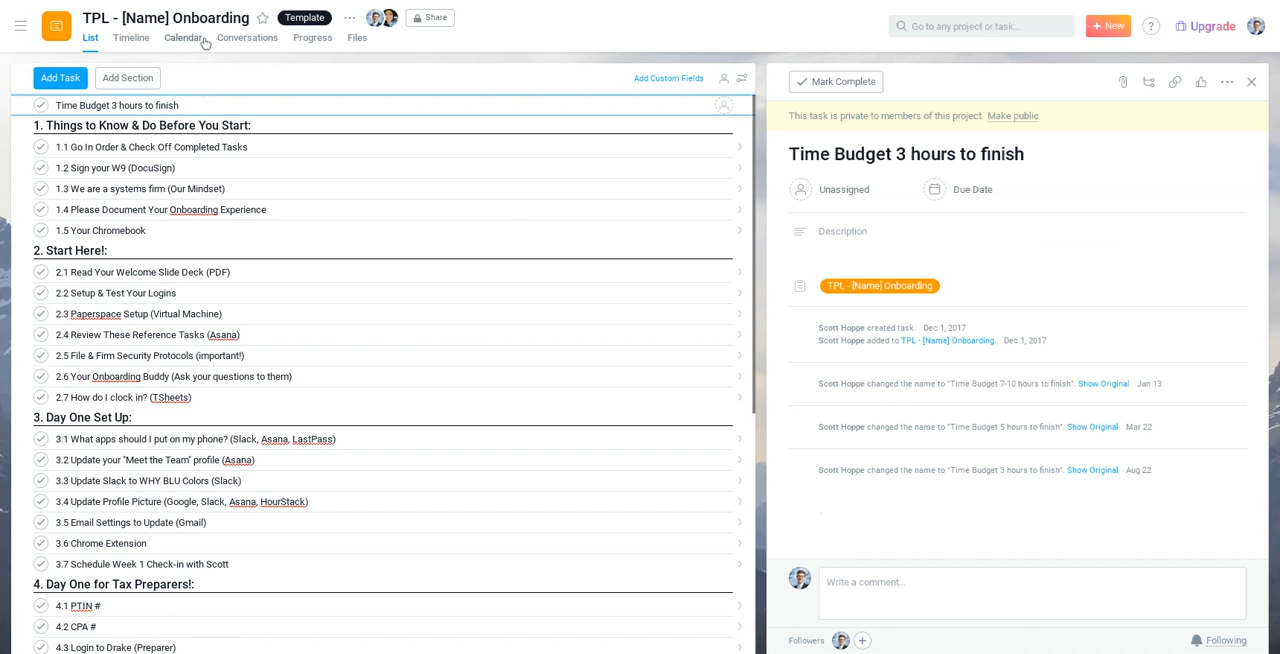 TPL - [Name] Onboarding Template Share
List Timeline Calendar Conversations Progress Files
Go to any project or task...
+ New ? Upgrade
Add Task Add Section Add Custom Fields
Time Budget 3 hours to finish
1. Things to Know & Do Before You Start:
1.1 Go In Order & Check Off Completed Tasks
1.2 Sign your W9 (DocuSign)
1.3 We are a systems firm (Our Mindset)
1.4 Please Document Your Onboarding Experience
1.5 Your Chromebook
2. Start Here!:
2.1 Read Your Welcome Slide Deck (PDF)
2.2 Setup & Test Your Logins
2.3 Paperspace Setup (Virtual Machine)
2.4 Review These Reference Tasks (Asana)
2.5 File & Firm Security Protocols (important!)
2.6 Your Onboarding Buddy (Ask your questions to them)
2.7 How do I clock in? (TSheets)
3. Day One Set Up:
3.1 What apps should I put on my phone? (Slack, Asana, LastPass)
3.2 Update your "Meet the Team" profile (Asana)
3.3 Update Slack to WHY BLU Colors (Slack)
3.4 Update Profile Picture (Google, Slack, Asana, HourStack)
3.5 Email Settings to Update (Gmail)
3.6 Chrome Extension
3.7 Schedule Week 1 Check-in with Scott
4. Day One for Tax Preparers!:
4.1 PTIN #
4.2 CPA #
4.3 Login to Drake (Preparer)
Mark Complete
This task is private to members of this project. Make public
Time Budget 3 hours to finish
Unassigned Due Date
Description
TPL - [Name] Onboarding
Scott Hoppe created task. Dec 1, 2017
Scott Hoppe added to TPL - [Name] Onboarding. Dec 1, 2017
Scott Hoppe changed the name to "Time Budget 7-10 hours to finish". Show Original Jan 13
Scott Hoppe changed the name to "Time Budget 5 hours to finish". Show Original Mar 22
Scott Hoppe changed the name to "Time Budget 3 hours to finish". Show Original Aug 22
Write a comment...
Followers + Following